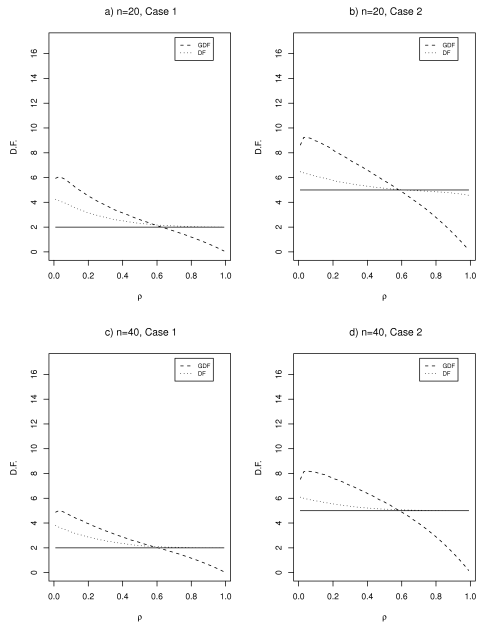 a) n=20, Case 1
GDF
DF
D.F.
0 2 4 6 8 10 12 14 16
0.0 0.2 0.4 0.6 0.8 1.0
ρ
b) n=20, Case 2
GDF
DF
D.F.
0 2 4 6 8 10 12 14 16
0.0 0.2 0.4 0.6 0.8 1.0
ρ
c) n=40, Case 1
GDF
DF
D.F.
0 2 4 6 8 10 12 14 16
0.0 0.2 0.4 0.6 0.8 1.0
ρ
d) n=40, Case 2
GDF
DF
D.F.
0 2 4 6 8 10 12 14 16
0.0 0.2 0.4 0.6 0.8 1.0
ρ